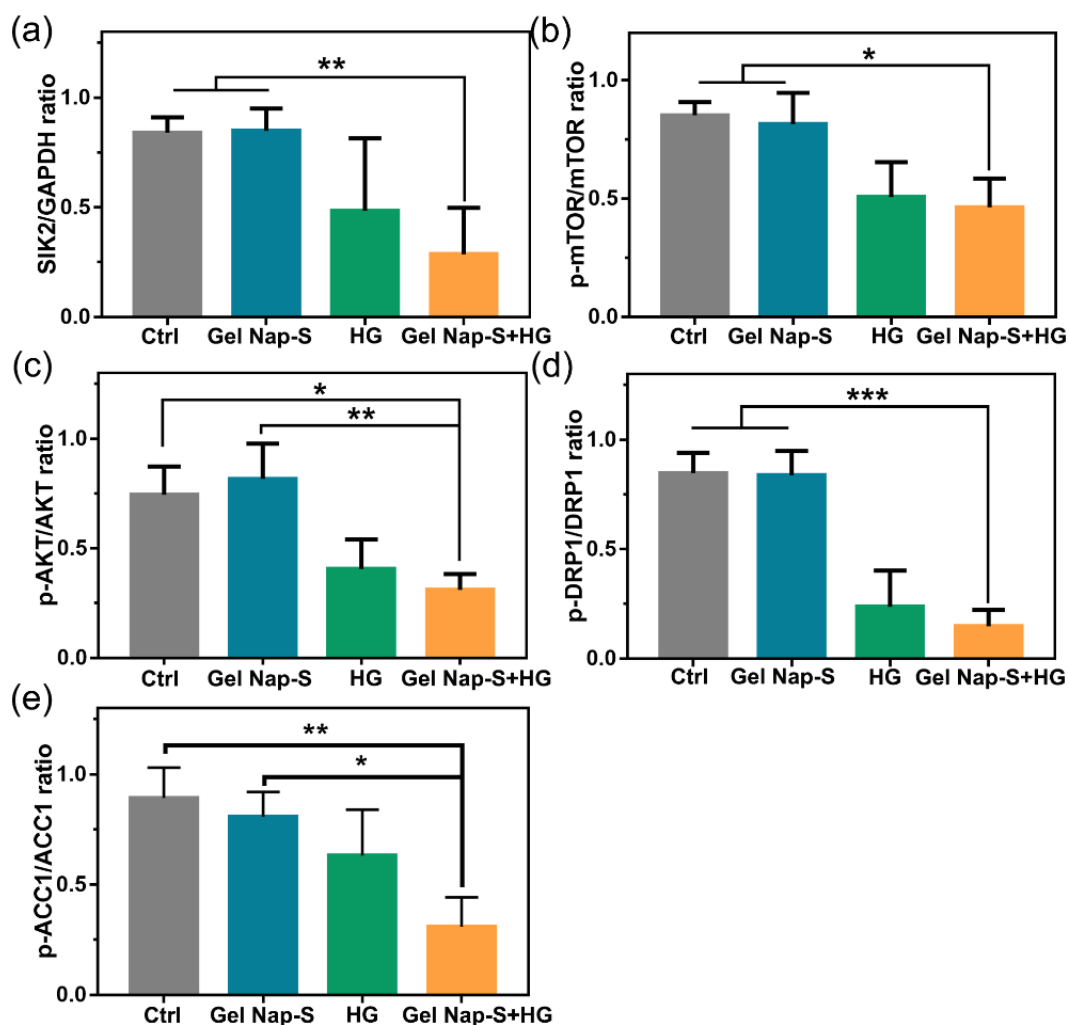 (a)
SIK2/GAPDH ratio
1.0
0.5
0.0
**
Ctrl Gel Nap-S HG Gel Nap-S+HG
(b)
p-mTOR/mTOR ratio
1.0
0.5
0.0
*
Ctrl Gel Nap-S HG Gel Nap-S+HG
(c)
p-AKT/AKT ratio
1.0
0.5
0.0
*
**
Ctrl Gel Nap-S HG Gel Nap-S+HG
(d)
p-DRP1/DRP1 ratio
1.0
0.5
0.0
***
Ctrl Gel Nap-S HG Gel Nap-S+HG
(e)
p-ACC1/ACC1 ratio
1.0
0.5
0.0
**
*
Ctrl Gel Nap-S HG Gel Nap-S+HG